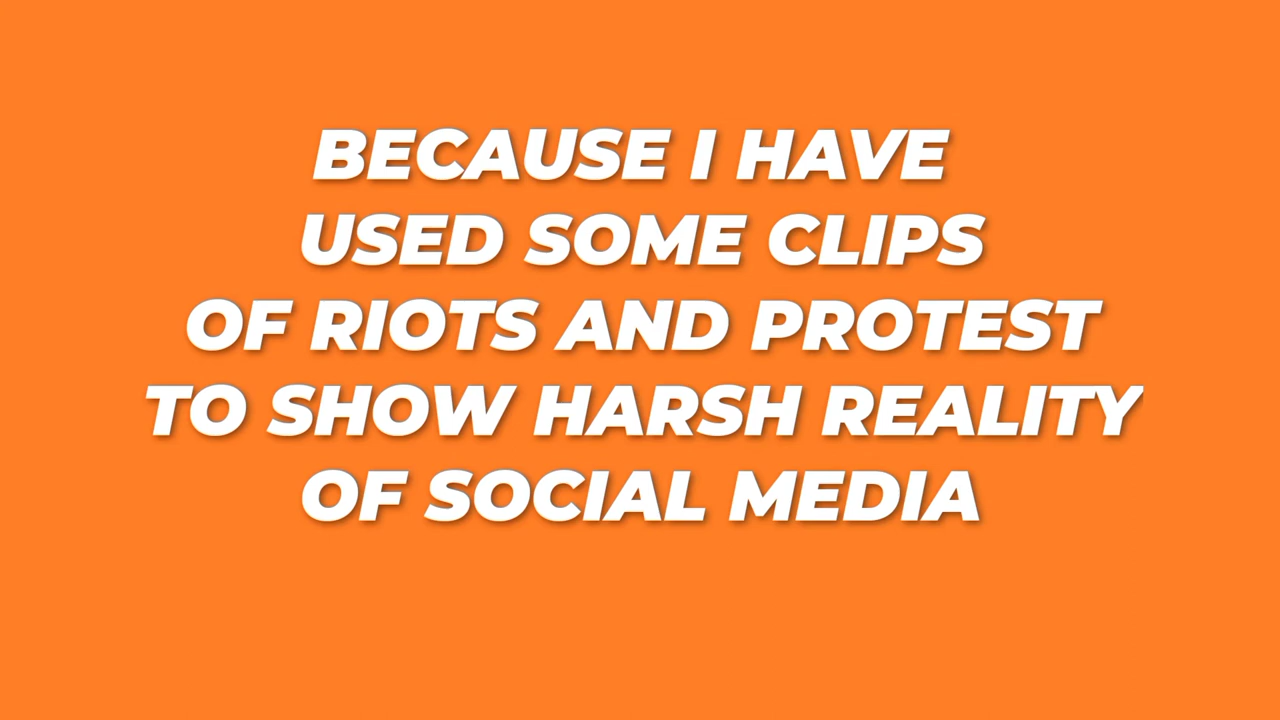 BECAUSE I HAVE
USED SOME CLIPS
OF RIOTS AND PROTEST
TO SHOW HARSH REALITY
OF SOCIAL MEDIA